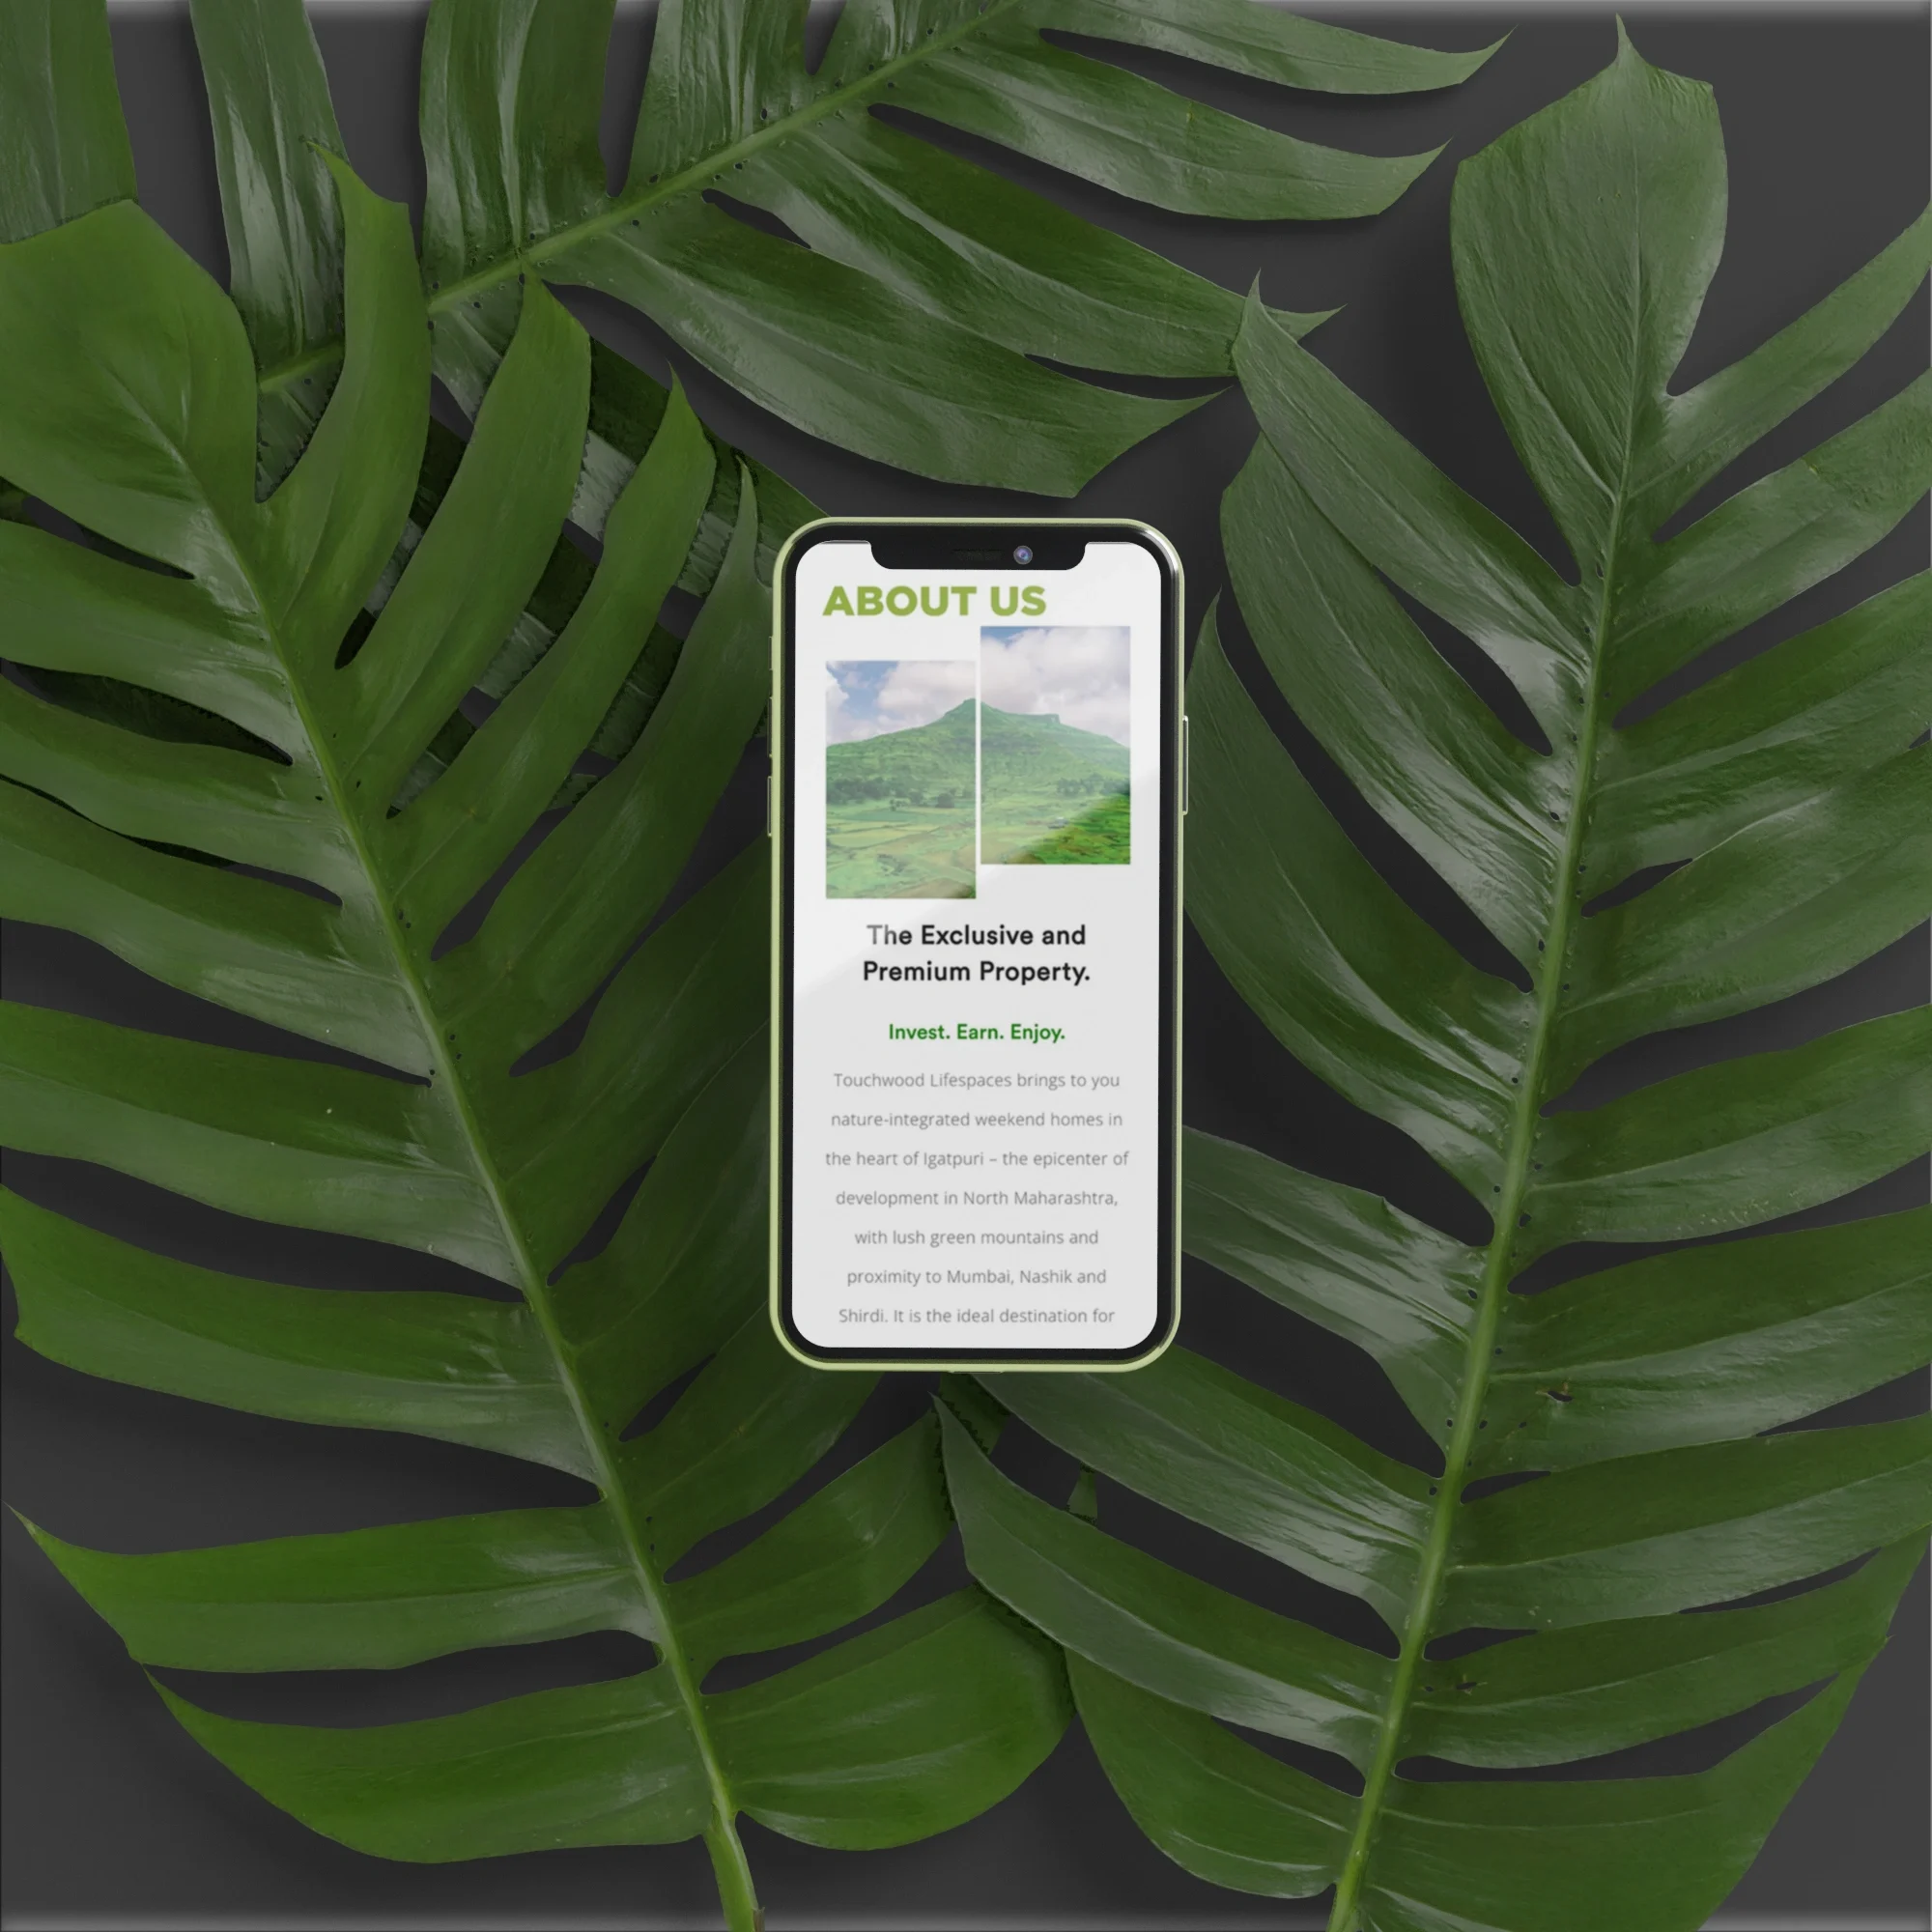 ABOUT US
The Exclusive and
Premium Property.
Invest. Earn. Enjoy.
Touchwood Lifespaces brings to you
nature-integrated weekend homes in
the heart of Igatpuri – the epicenter of
development in North Maharashtra,
with lush green mountains and
proximity to Mumbai, Nashik and
Shirdi. It is the ideal destination for